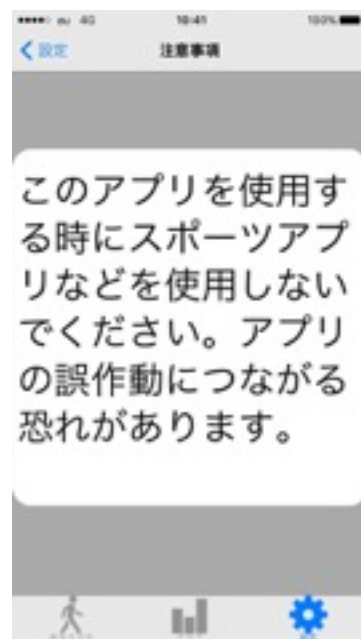 au 4G 10:41 100%
設定 注意事項
このアプリを使用す
る時にスポーツアプ
リなどを使用しない
でください。アプリ
の誤作動につながる
恐れがあります。